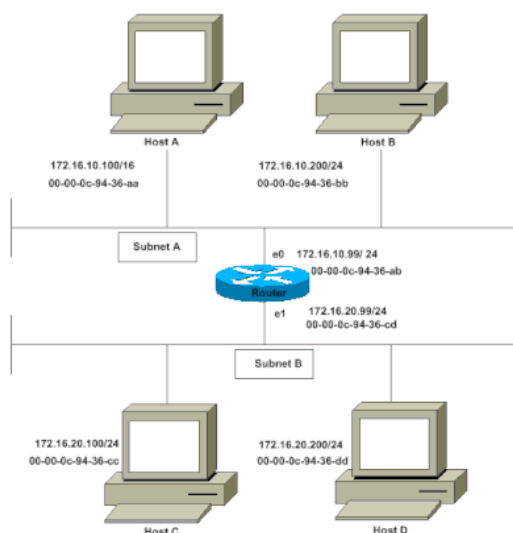 Host A
Host B
172.16.10.100/16
00-00-0c-94-36-aa
172.16.10.200/24
00-00-0c-94-36-bb
Subnet A
e0 172.16.10.99/ 24
00-00-0c-94-36-ab
Router
e1 172.16.20.99/24
00-00-0c-94-36-cd
Subnet B
172.16.20.100/24
00-00-0c-94-36-cc
172.16.20.200/24
00-00-0c-94-36-dd
Host C
Host D